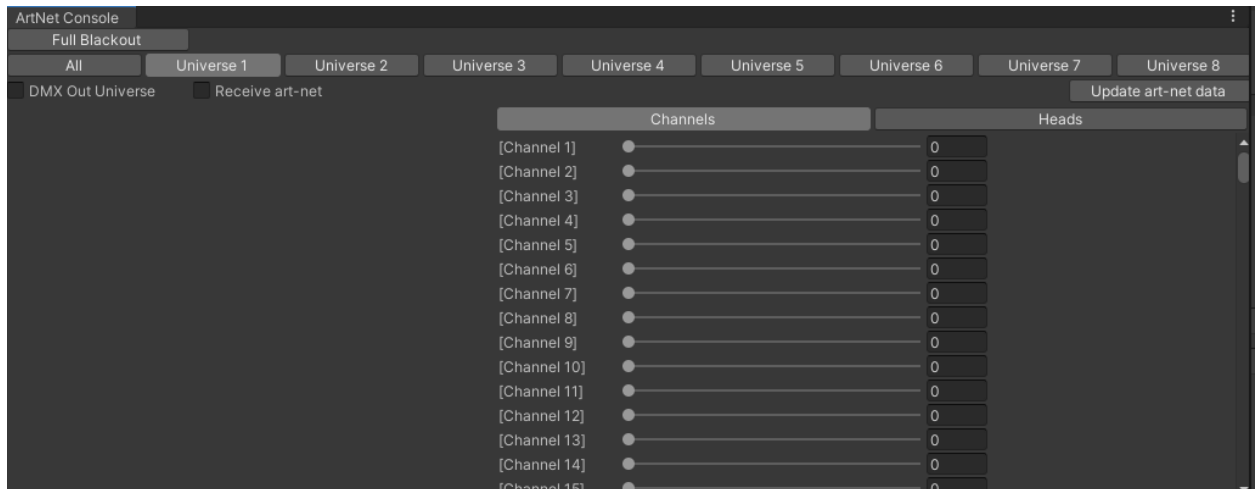 ArtNet Console
Full Blackout
All Universe 1 Universe 2 Universe 3 Universe 4 Universe 5 Universe 6 Universe 7 Universe 8
DMX Out Universe Receive art-net Update art-net data
Channels Heads
[Channel 1] 0
[Channel 2] 0
[Channel 3] 0
[Channel 4] 0
[Channel 5] 0
[Channel 6] 0
[Channel 7] 0
[Channel 8] 0
[Channel 9] 0
[Channel 10] 0
[Channel 11] 0
[Channel 12] 0
[Channel 13] 0
[Channel 14] 0
[Channel 15] 0